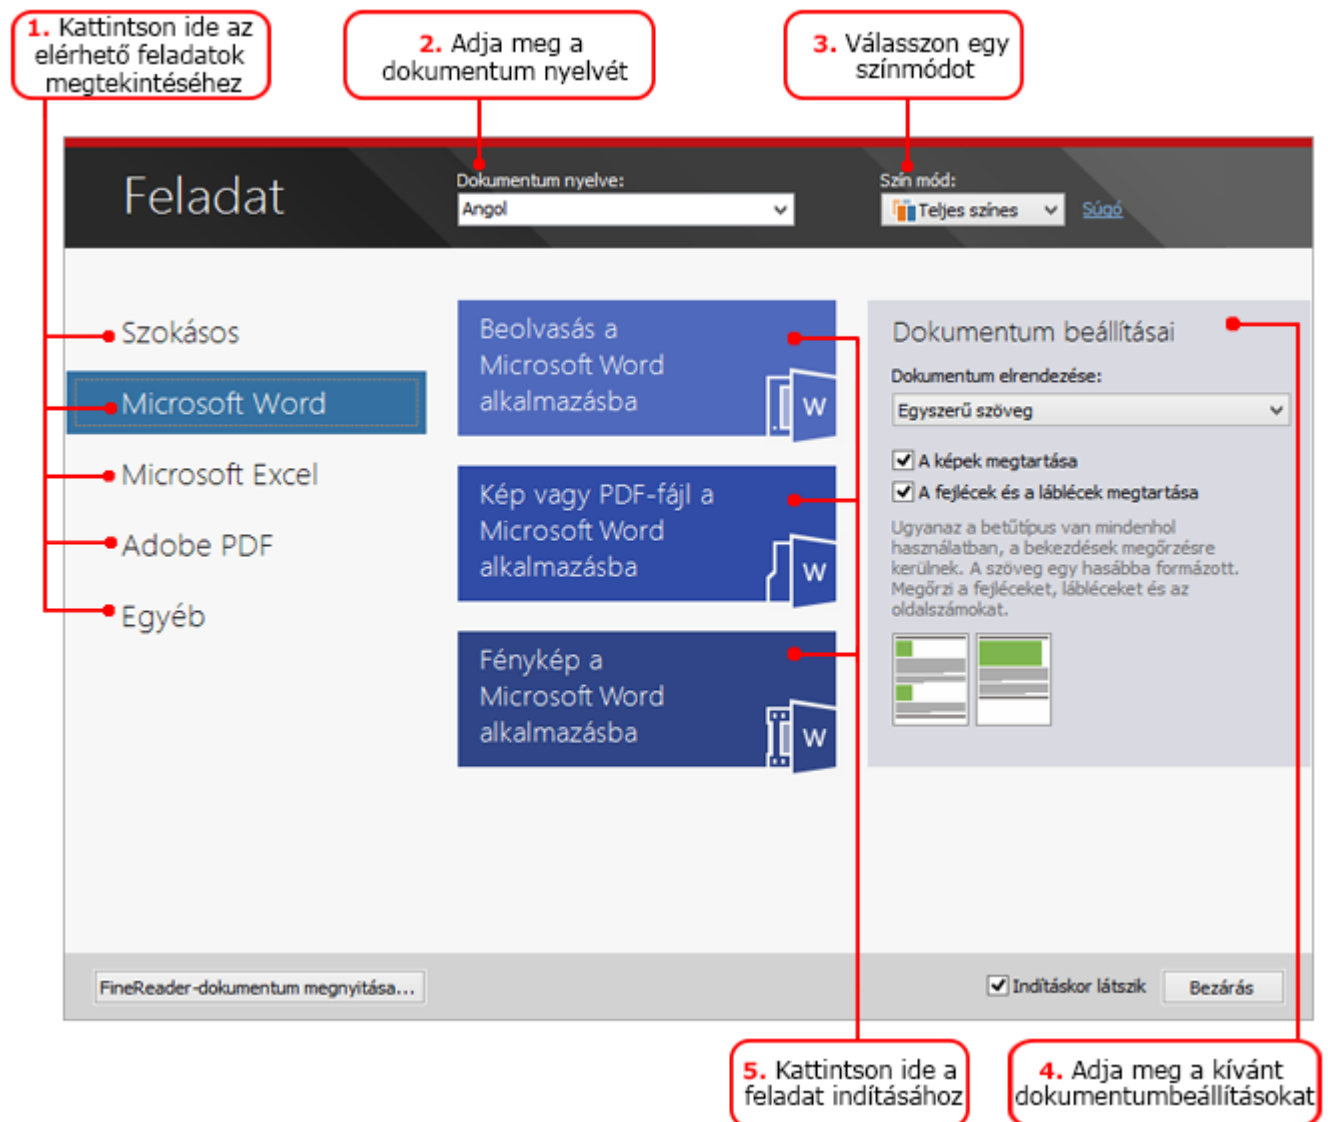 1. Kattintson ide az
elérhető feladatok
megtekintéséhez
2. Adja meg a
dokumentum nyelvét
3. Válasszon egy
színmódot
Feladat
Dokumentum nyelve:
Angol
Szín mód:
Teljes színes
Súgó
Szokásos
Microsoft Word
Microsoft Excel
Adobe PDF
Egyéb
Beolvasás a
Microsoft Word
alkalmazásba
W
Kép vagy PDF-fájl a
Microsoft Word
alkalmazásba
W
Fénykép a
Microsoft Word
alkalmazásba
W
Dokumentum beállításai
Dokumentum elrendezése:
Egyszerű szöveg
A képek megtartása
A fejlécek és a láblécek megtartása
Ugyanaz a betűtípus van mindenhol
használatban, a bekezdések megőrzésre
kerülnek. A szöveg egy hasábba formázott.
Megőrzi a fejléceket, lábléceket és az
oldalszámokat.
FineReader-dokumentum megnyitása...
Indításkor látszik
Bezárás
5. Kattintson ide a
feladat indításához
4. Adja meg a kívánt
dokumentumbeállításokat